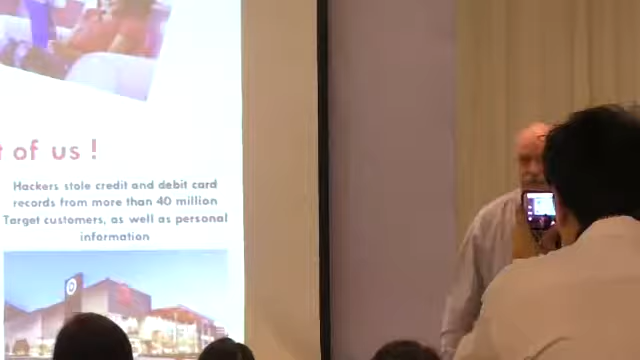 of us !
Hackers stole credit and debit card
records from more than 40 million
Target customers, as well as personal
information